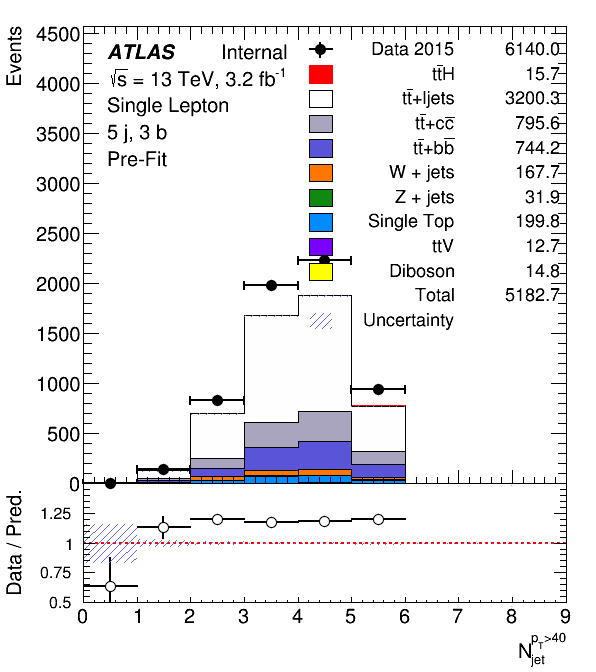 Events
4500
4000
3500
3000
2500
2000
1500
1000
500
0
ATLAS Internal
√s = 13 TeV, 3.2 fb⁻¹
Single Lepton
5 j, 3 b
Pre-Fit
Data 2015 6140.0
tt̄H 15.7
tt̄+ljets 3200.3
tt̄+cc̄ 795.6
tt̄+bb̄ 744.2
W + jets 167.7
Z + jets 31.9
Single Top 199.8
ttV 12.7
Diboson 14.8
Total 5182.7
Uncertainty
Data / Pred.
1.25
1
0.75
0.5
0 1 2 3 4 5 6 7 8 9
N_jet^{p_T>40}